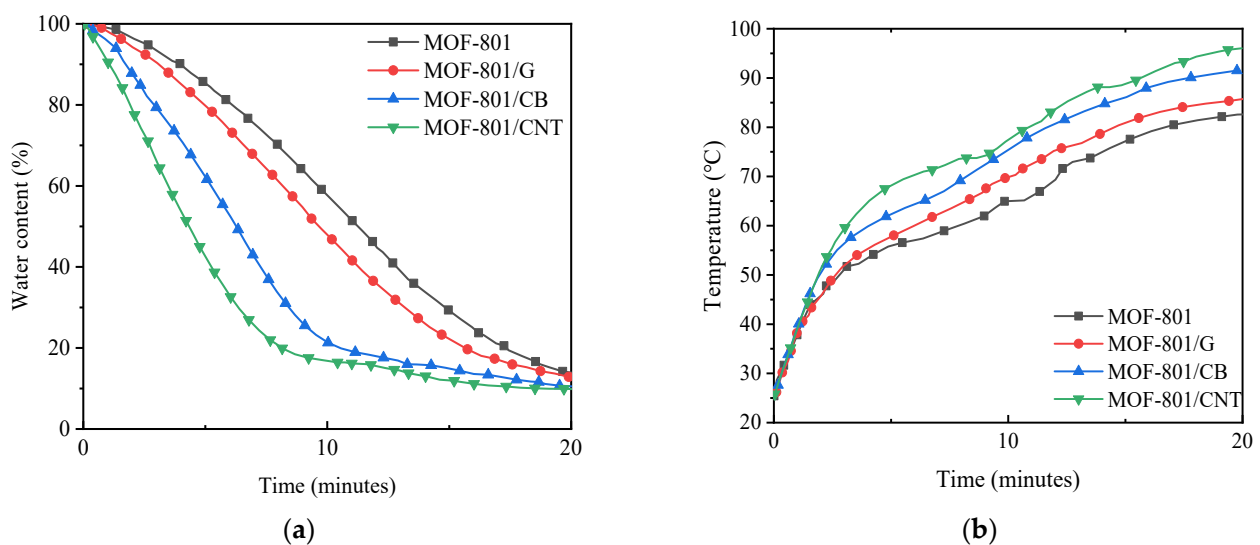 100
80
60
40
20
0
Water content (%)
MOF-801
MOF-801/G
MOF-801/CB
MOF-801/CNT
0
10
20
Time (minutes)
(a)
100
90
80
70
60
50
40
30
20
Temperature (℃)
MOF-801
MOF-801/G
MOF-801/CB
MOF-801/CNT
0
10
20
Time (minutes)
(b)